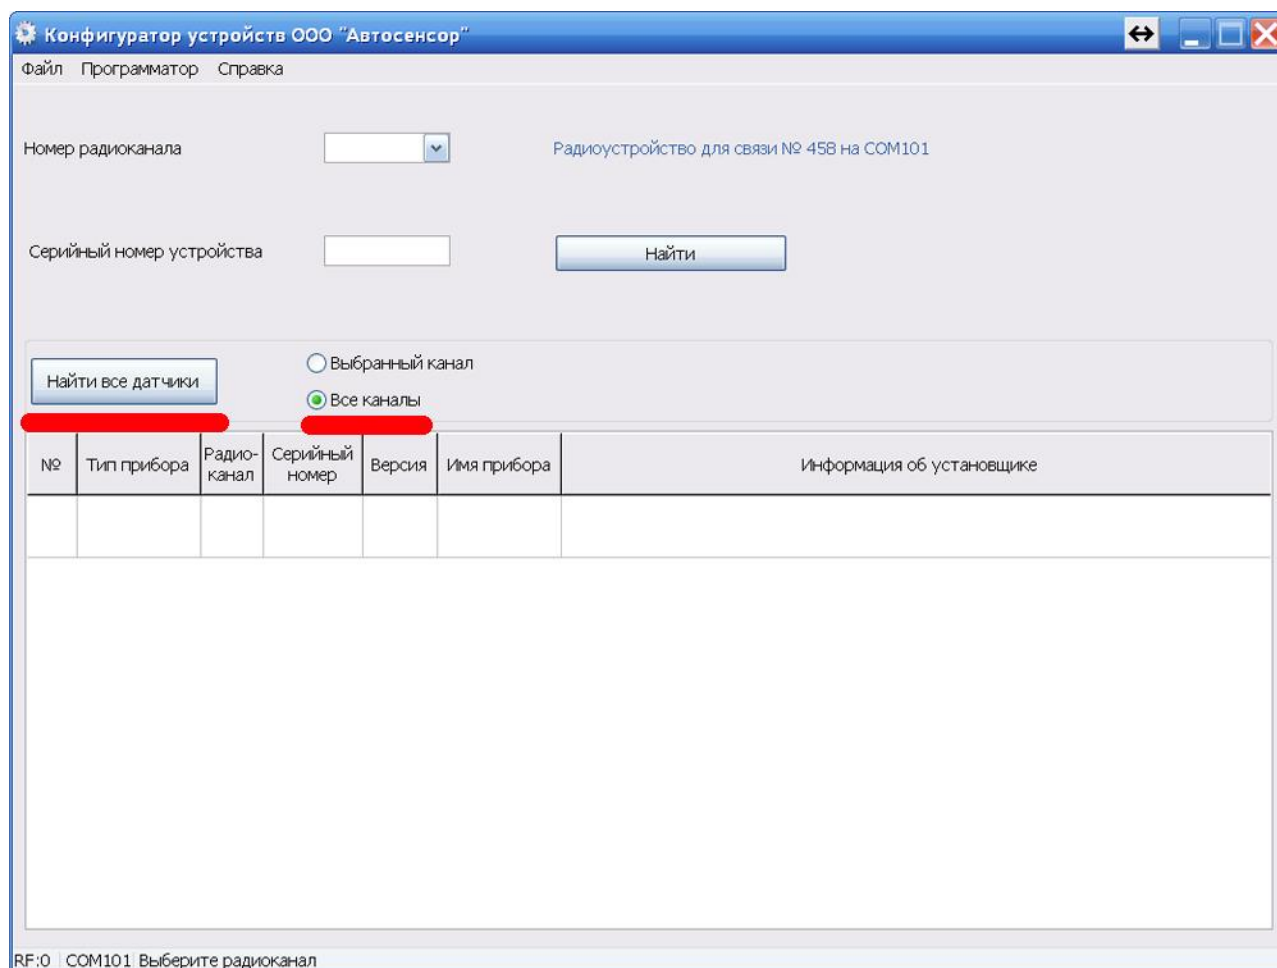 Конфигуратор устройств ООО "Автосенсор"
Файл Программатор Справка
Номер радиоканала
Радиоустройство для связи № 458 на COM101
Серийный номер устройства
Найти
Найти все датчики
Выбранный канал
Все каналы
№ Тип прибора Радио-канал Серийный номер Версия Имя прибора Информация об установщике
RF:0 COM101 Выберите радиоканал